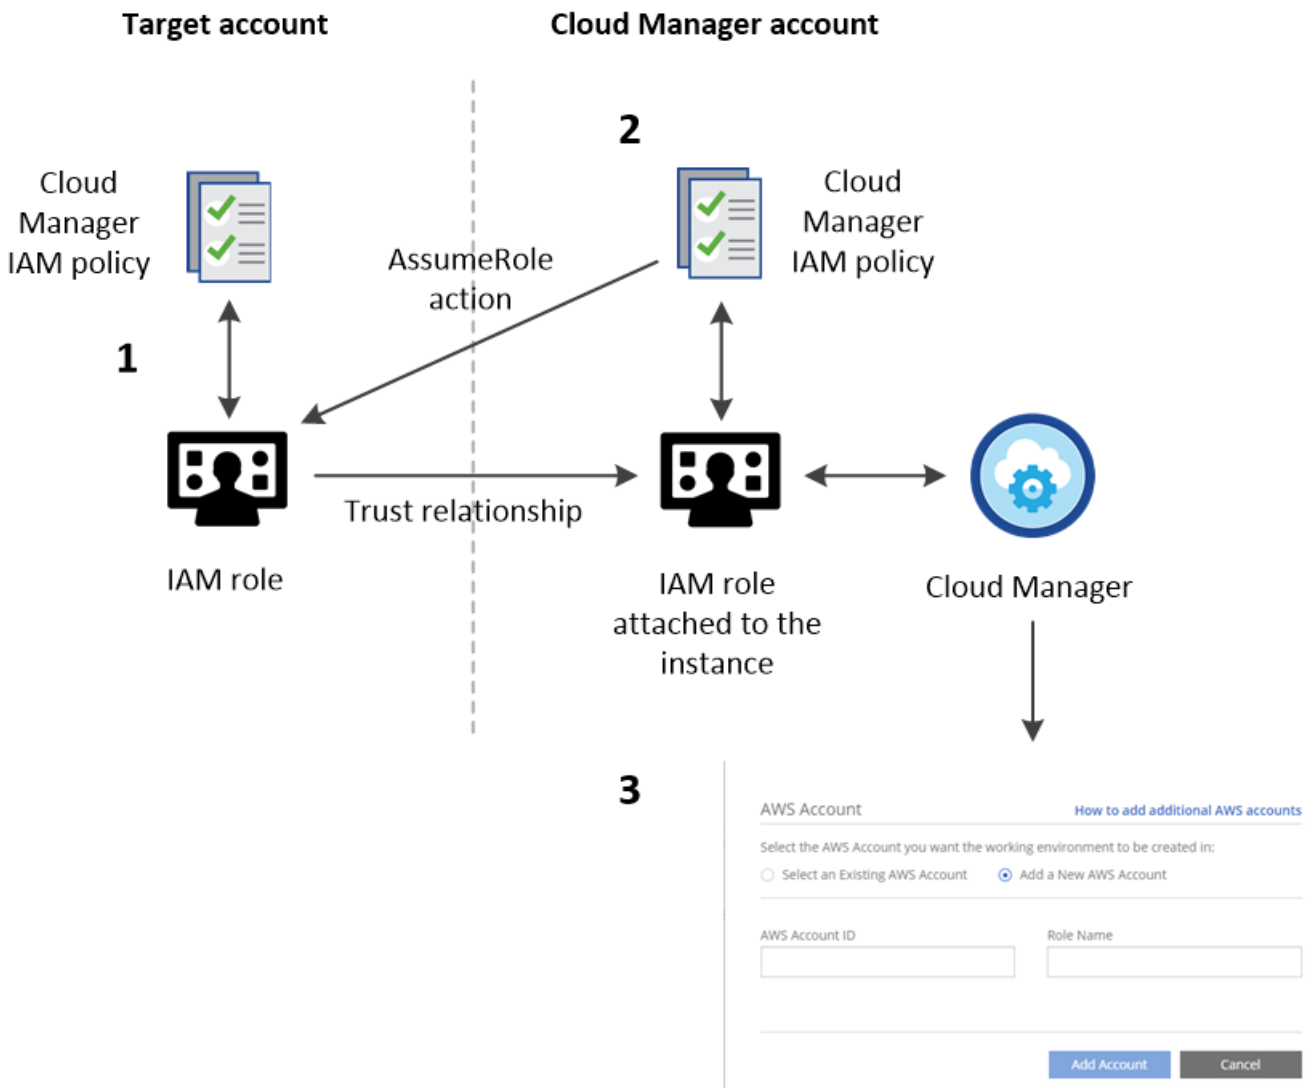 Target account
Cloud Manager account
2
Cloud
Manager
IAM policy
Cloud
Manager
IAM policy
AssumeRole
action
1
Trust relationship
IAM role
IAM role
attached to the
instance
Cloud Manager
3
AWS Account
How to add additional AWS accounts
Select the AWS Account you want the working environment to be created in:
Select an Existing AWS Account
Add a New AWS Account
AWS Account ID
Role Name
Add Account
Cancel